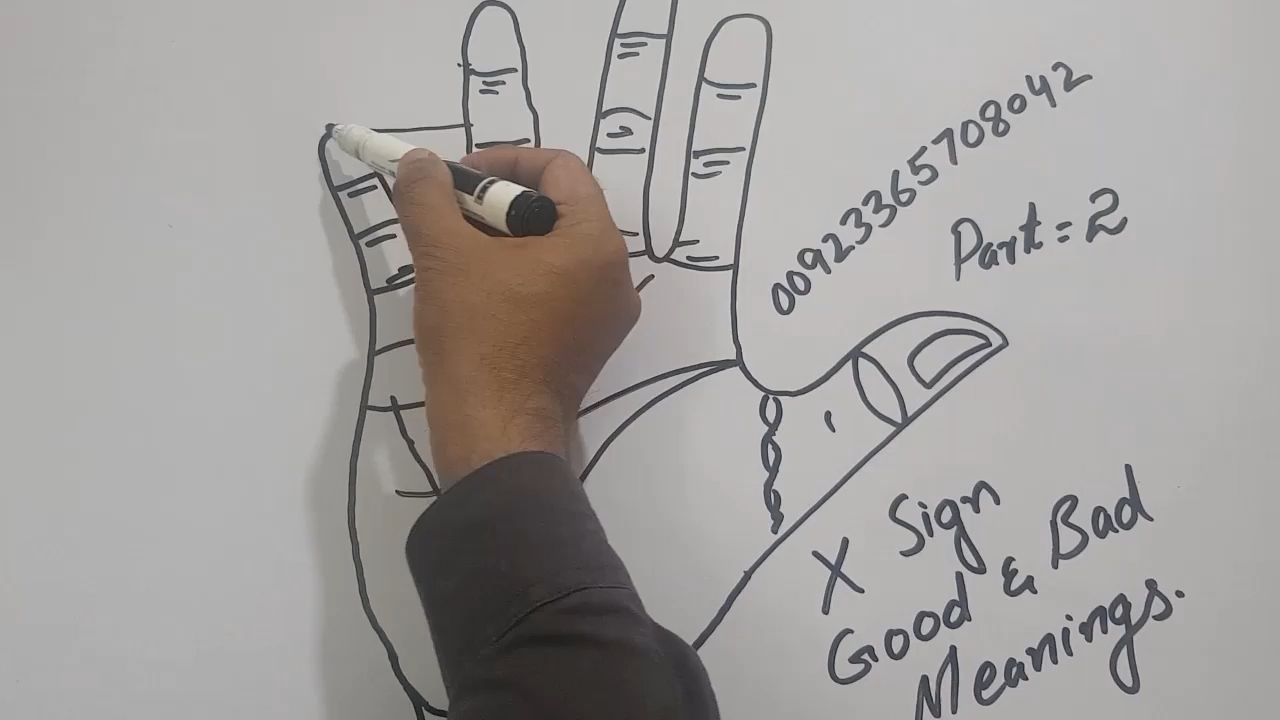 00923365708042
Part = 2
X Sign
Good & Bad
Meanings.